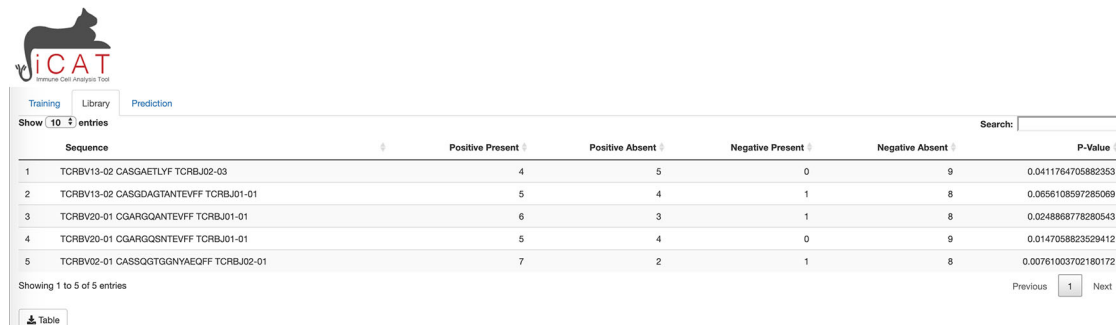 iCAT
Immune Cell Analysis Tool
Training Library Prediction
Show 10 entries Search:
Sequence Positive Present Positive Absent Negative Present Negative Absent P-Value
1 TCRBV13-02 CASGAETLYF TCRBJ02-03 4 5 0 9 0.0411764705882353
2 TCRBV13-02 CASGDAGTANTEVFF TCRBJ01-01 5 4 1 8 0.0656108597285069
3 TCRBV20-01 CGARGQANTEVFF TCRBJ01-01 6 3 1 8 0.0248868778280543
4 TCRBV20-01 CGARGQSNTEVFF TCRBJ01-01 5 4 0 9 0.0147058823529412
5 TCRBV02-01 CASSQGTGGNYAEQFF TCRBJ02-01 7 2 1 8 0.00761003702180172
Showing 1 to 5 of 5 entries Previous 1 Next
Table